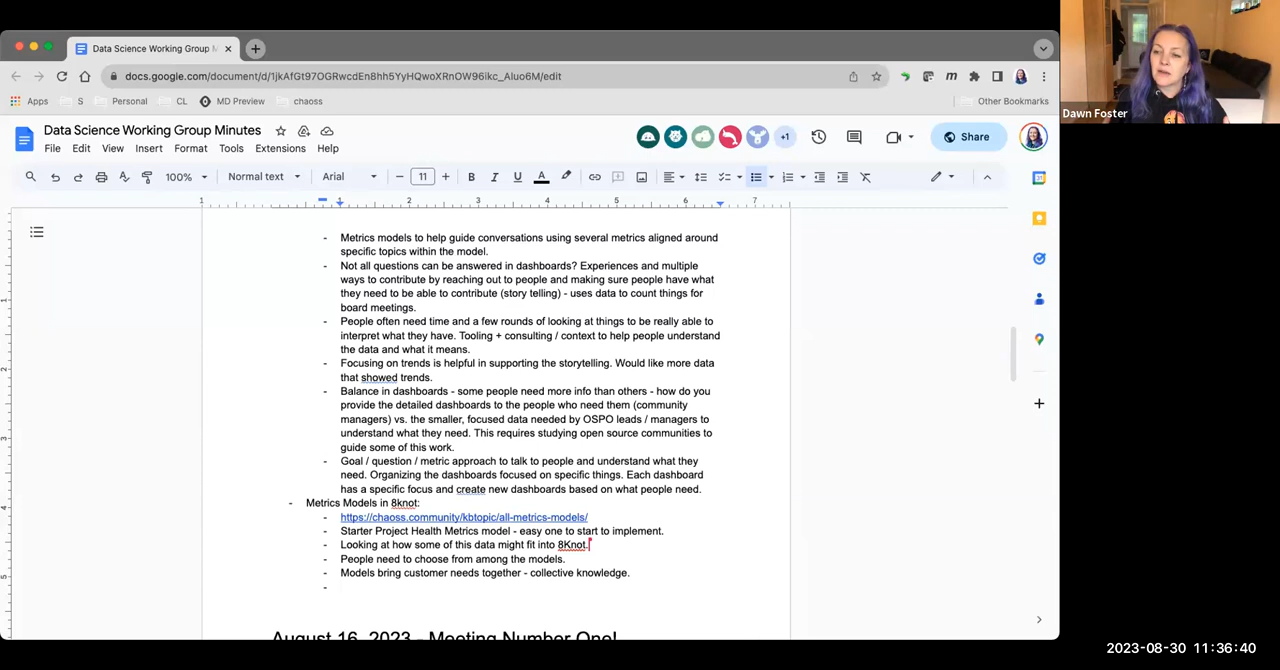 Data Science Working Group M
docs.google.com/document/d/1jkAfGt97OGRwcdEn8hh5YyHQwoXRnOW96ikc_Aluo6M/edit
Apps
S
Personal
CL
MD Preview
chaoss
Other Bookmarks
Dawn Foster
Data Science Working Group Minutes
File Edit View Insert Format Tools Extensions Help
+1
Share
100%
Normal text
Arial
11
B I U A
1 1 2 3 4 5 6 7
- Metrics models to help guide conversations using several metrics aligned around
specific topics within the model.
- Not all questions can be answered in dashboards? Experiences and multiple
ways to contribute by reaching out to people and making sure people have what
they need to be able to contribute (story telling) - uses data to count things for
board meetings.
- People often need time and a few rounds of looking at things to be really able to
interpret what they have. Tooling + consulting / context to help people understand
the data and what it means.
- Focusing on trends is helpful in supporting the storytelling. Would like more data
that showed trends.
- Balance in dashboards - some people need more info than others - how do you
provide the detailed dashboards to the people who need them (community
managers) vs. the smaller, focused data needed by OSPO leads / managers to
understand what they need. This requires studying open source communities to
guide some of this work.
- Goal / question / metric approach to talk to people and understand what they
need. Organizing the dashboards focused on specific things. Each dashboard
has a specific focus and create new dashboards based on what people need.
- Metrics Models in 8knot:
- https://chaoss.community/kbtopic/all-metrics-models/
- Starter Project Health Metrics model - easy one to start to implement.
- Looking at how some of this data might fit into 8Knot.
- People need to choose from among the models.
- Models bring customer needs together - collective knowledge.
-
August 16, 2023 - Meeting Number One!
1
2
3
4
5
2023-08-30 11:36:40